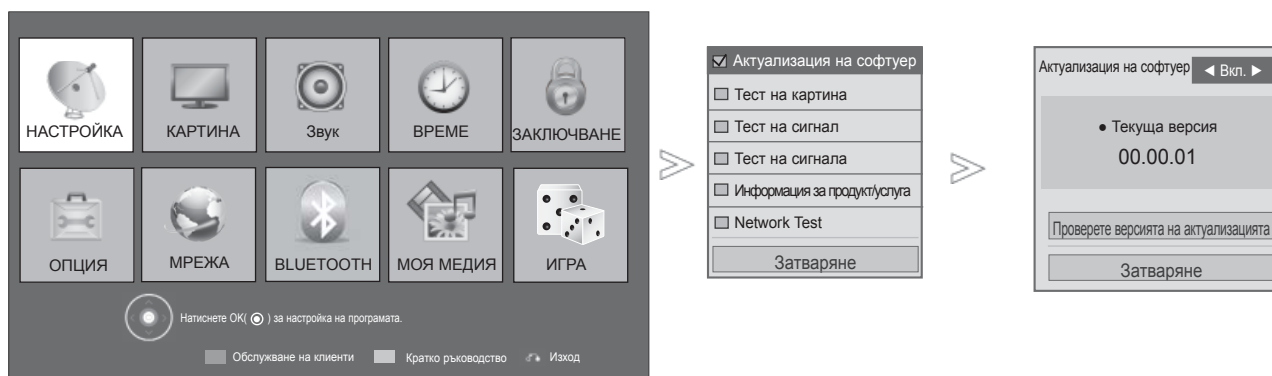 НАСТРОЙКА КАРТИНА Звук ВРЕМЕ ЗАКЛЮЧВАНЕ
ОПЦИЯ МРЕЖА BLUETOOTH МОЯ МЕДИЯ ИГРА
Натиснете OK( ◉ ) за настройка на програмата.
Обслужване на клиенти Кратко ръководство Изход
Актуализация на софтуер
Тест на картина
Тест на сигнал
Тест на сигнала
Информация за продукт/услуга
Network Test
Затваряне
Актуализация на софтуер ◀ Вкл. ▶
● Текуща версия
00.00.01
Проверете версията на актуализацията
Затваряне